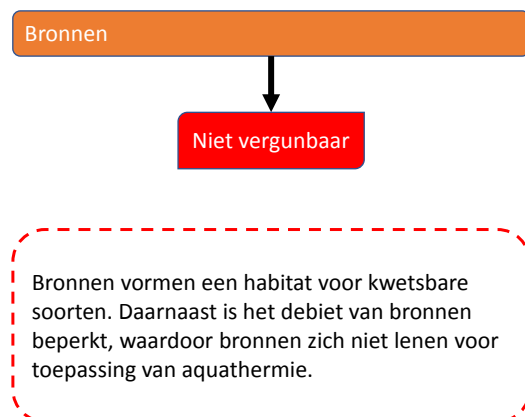 Bronnen
Niet vergunbaar
Bronnen vormen een habitat voor kwetsbare
soorten. Daarnaast is het debiet van bronnen
beperkt, waardoor bronnen zich niet lenen voor
toepassing van aquathermie.